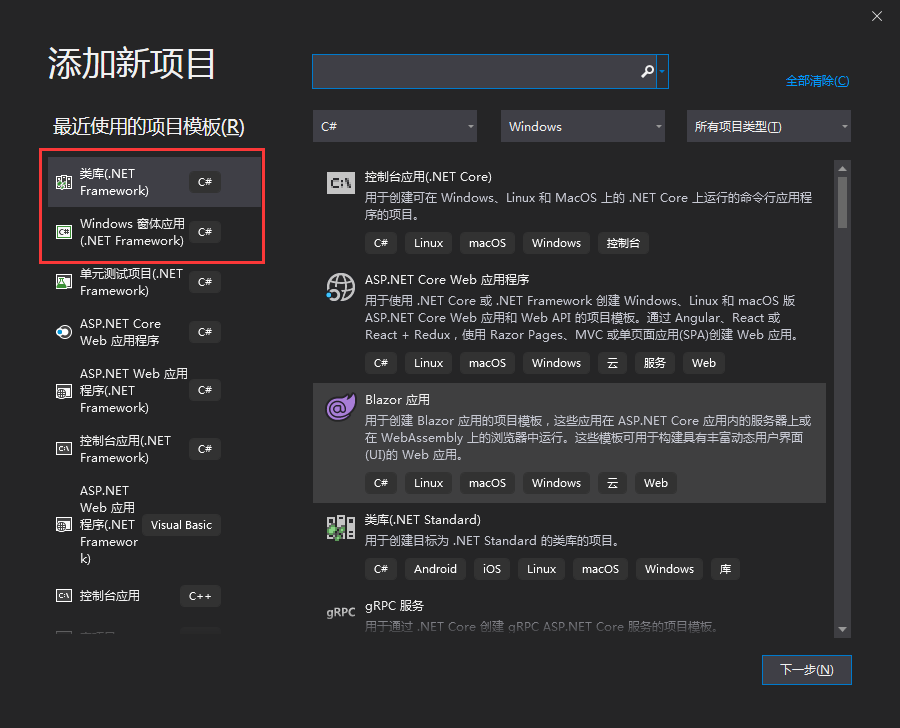 添加新项目
最近使用的项目模板(R)
类库(.NET
Framework)
C#
Windows 窗体应用
(.NET Framework)
C#
单元测试项目(.NET
Framework)
C#
ASP.NET Core
Web 应用程序
C#
ASP.NET Web 应用
程序(.NET
Framework)
C#
控制台应用(.NET
Framework)
C#
ASP.NET
Web 应用
程序(.NET
Framewor
k)
Visual Basic
控制台应用
C++
全部清除(C)
C#
Windows
所有项目类型(T)
控制台应用(.NET Core)
用于创建可在 Windows、Linux 和 MacOS 上的 .NET Core 上运行的命令行应用程
序的项目。
C# Linux macOS Windows 控制台
ASP.NET Core Web 应用程序
用于使用 .NET Core 或 .NET Framework 创建 Windows、Linux 和 macOS 版
ASP.NET Core Web 应用和 Web API 的项目模板。通过 Angular、React 或
React + Redux，使用 Razor Pages、MVC 或单页面应用(SPA)创建 Web 应用。
C# Linux macOS Windows 云 服务 Web
Blazor 应用
用于创建 Blazor 应用的项目模板，这些应用在 ASP.NET Core 应用内的服务器上或
在 WebAssembly 上的浏览器中运行。这些模板可用于构建具有丰富动态用户界面
(UI)的 Web 应用。
C# Linux macOS Windows 云 Web
类库(.NET Standard)
用于创建目标为 .NET Standard 的类库的项目。
C# Android iOS Linux macOS Windows 库
gRPC gRPC 服务
用于通过 .NET Core 创建 gRPC ASP.NET Core 服务的项目模板。
下一步(N)